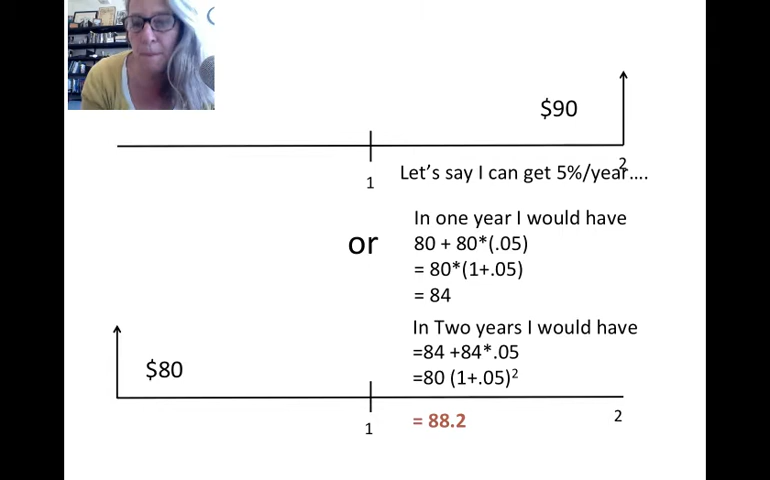 $90
1
2
Let's say I can get 5%/year....
or
In one year I would have
80 + 80*(.05)
= 80*(1+.05)
= 84
In Two years I would have
=84 +84*.05
=80 (1+.05)²
$80
1
2
= 88.2